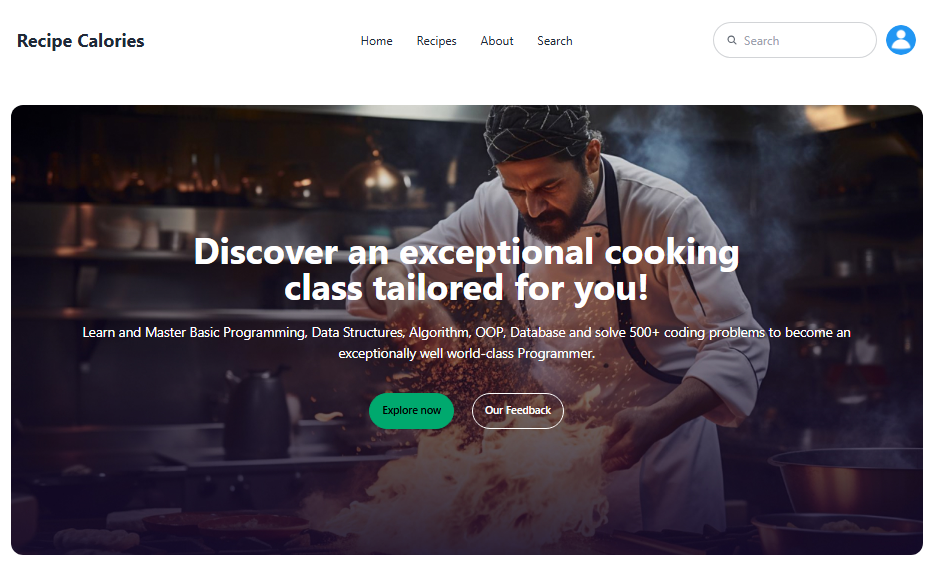 Recipe Calories
Home Recipes About Search
Search
Discover an exceptional cooking
class tailored for you!
Learn and Master Basic Programming, Data Structures, Algorithm, OOP, Database and solve 500+ coding problems to become an
exceptionally well world-class Programmer.
Explore now Our Feedback